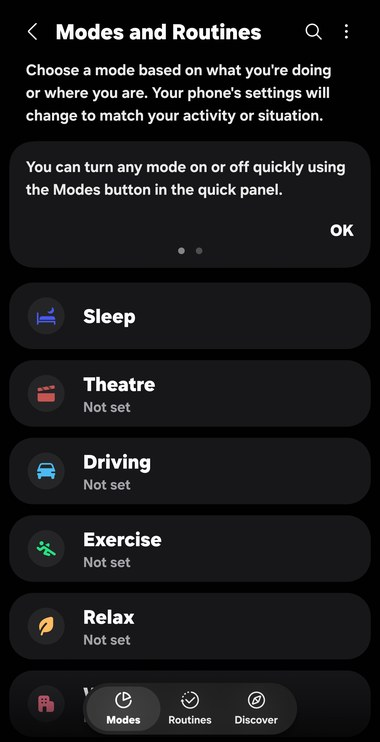 Modes and Routines
Choose a mode based on what you're doing
or where you are. Your phone's settings will
change to match your activity or situation.
You can turn any mode on or off quickly using
the Modes button in the quick panel.
OK
Sleep
Theatre
Not set
Driving
Not set
Exercise
Not set
Relax
Not set
Modes
Routines
Discover